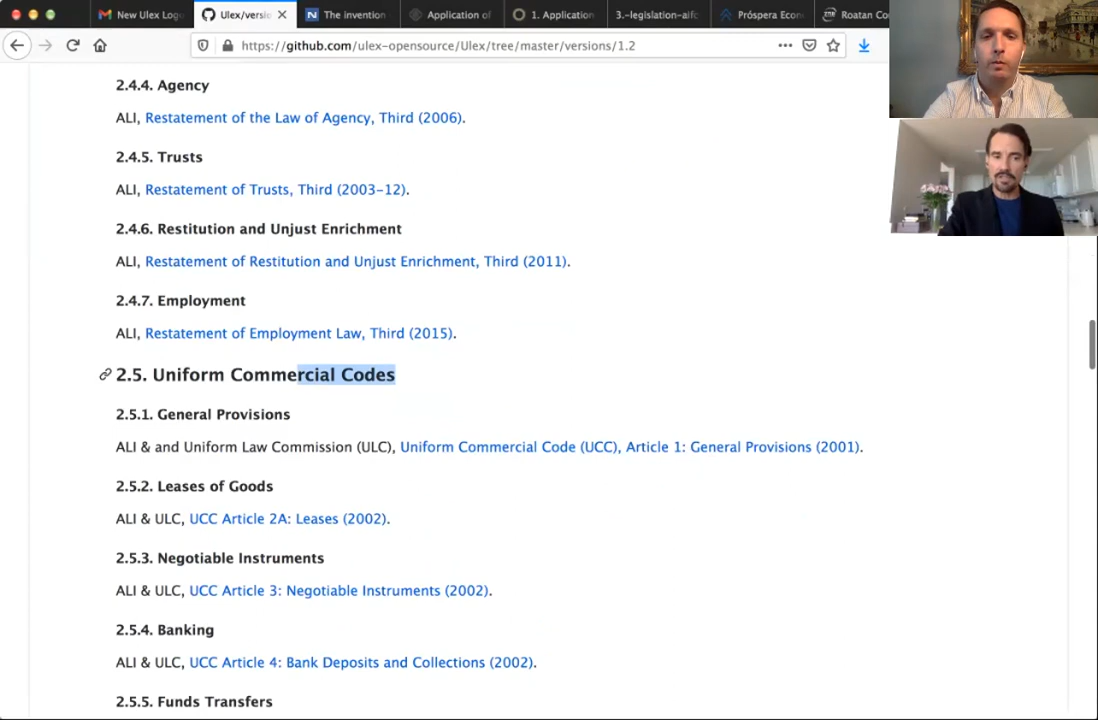 New Ulex Log
Ulex/versio
The invention
Application of
1. Application
3.-legislation-aifc
Próspera Econ
Roatan Co
https://github.com/ulex-opensource/Ulex/tree/master/versions/1.2
2.4.4. Agency
ALI, Restatement of the Law of Agency, Third (2006).
2.4.5. Trusts
ALI, Restatement of Trusts, Third (2003–12).
2.4.6. Restitution and Unjust Enrichment
ALI, Restatement of Restitution and Unjust Enrichment, Third (2011).
2.4.7. Employment
ALI, Restatement of Employment Law, Third (2015).
2.5. Uniform Commercial Codes
2.5.1. General Provisions
ALI & and Uniform Law Commission (ULC), Uniform Commercial Code (UCC), Article 1: General Provisions (2001).
2.5.2. Leases of Goods
ALI & ULC, UCC Article 2A: Leases (2002).
2.5.3. Negotiable Instruments
ALI & ULC, UCC Article 3: Negotiable Instruments (2002).
2.5.4. Banking
ALI & ULC, UCC Article 4: Bank Deposits and Collections (2002).
2.5.5. Funds Transfers